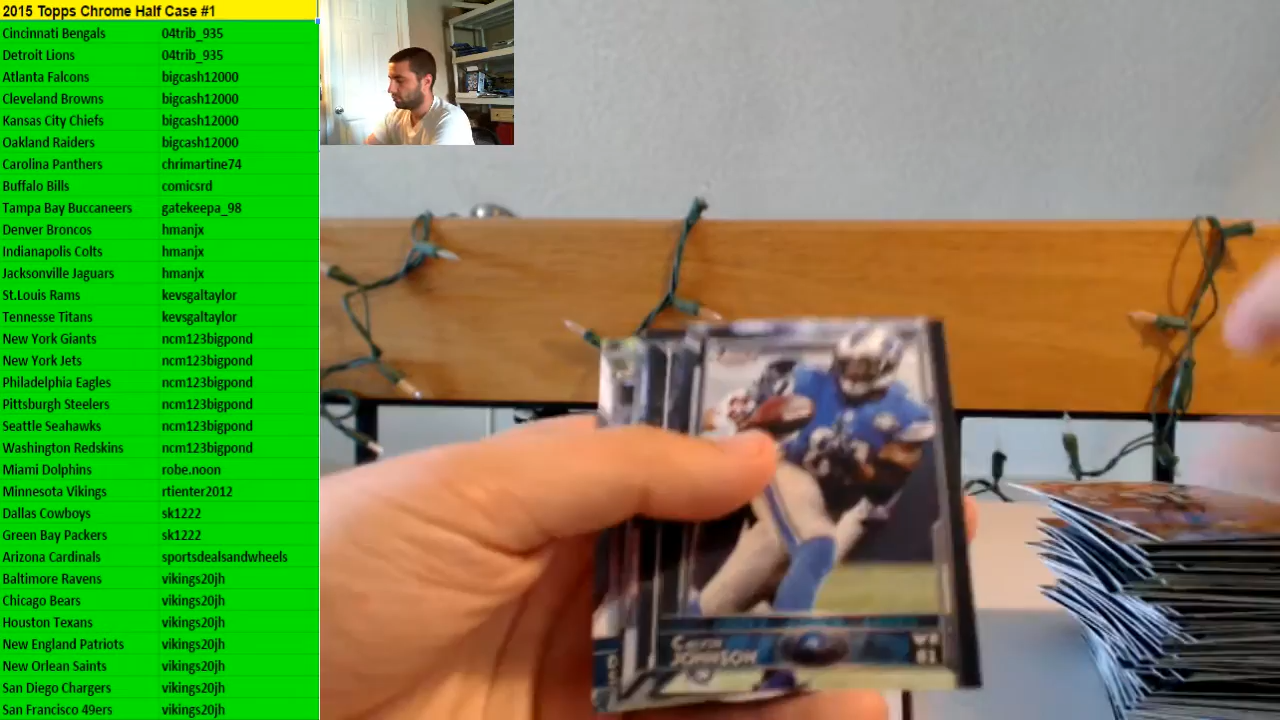 2015 Topps Chrome Half Case #1
Cincinnati Bengals 04trib_935
Detroit Lions 04trib_935
Atlanta Falcons bigcash12000
Cleveland Browns bigcash12000
Kansas City Chiefs bigcash12000
Oakland Raiders bigcash12000
Carolina Panthers chrimartine74
Buffalo Bills comicsrd
Tampa Bay Buccaneers gatekeepa_98
Denver Broncos hmanjx
Indianapolis Colts hmanjx
Jacksonville Jaguars hmanjx
St.Louis Rams kevsgaltaylor
Tennesse Titans kevsgaltaylor
New York Giants ncm123bigpond
New York Jets ncm123bigpond
Philadelphia Eagles ncm123bigpond
Pittsburgh Steelers ncm123bigpond
Seattle Seahawks ncm123bigpond
Washington Redskins ncm123bigpond
Miami Dolphins robe.noon
Minnesota Vikings rtienter2012
Dallas Cowboys sk1222
Green Bay Packers sk1222
Arizona Cardinals sportsdealsandwheels
Baltimore Ravens vikings20jh
Chicago Bears vikings20jh
Houston Texans vikings20jh
New England Patriots vikings20jh
New Orlean Saints vikings20jh
San Diego Chargers vikings20jh
San Francisco 49ers vikings20jh
JOHNSON